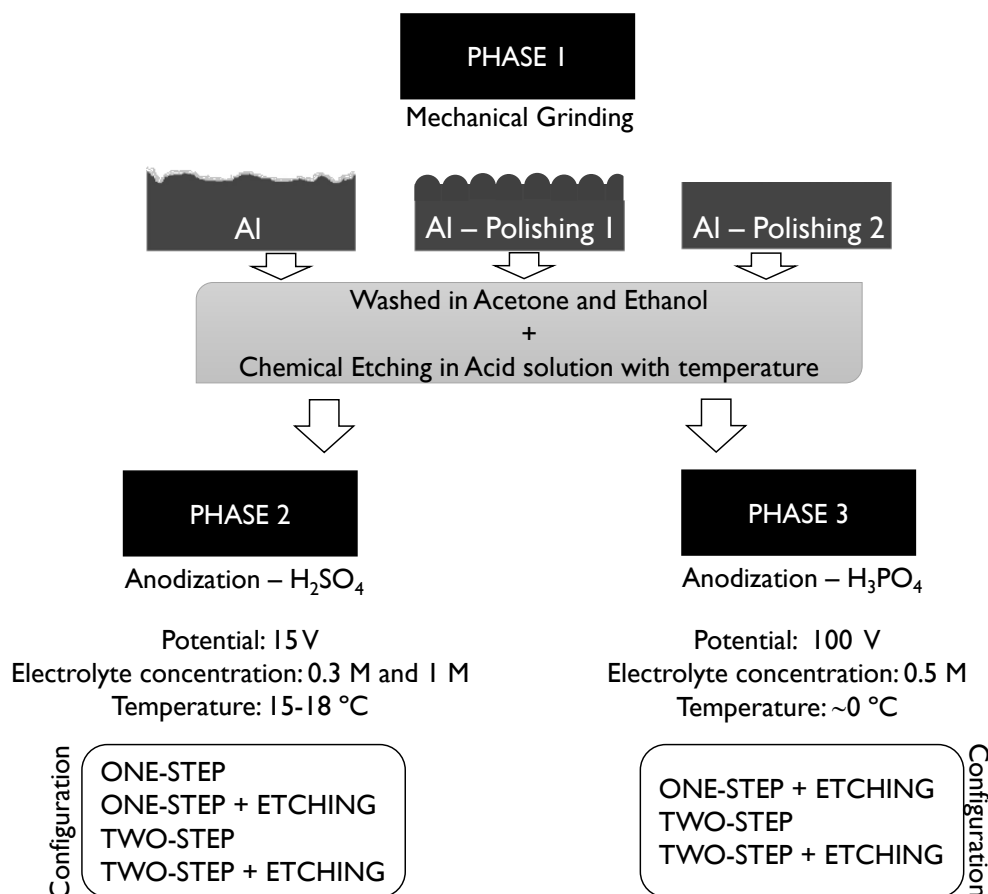 PHASE 1
Mechanical Grinding
Al
Al – Polishing 1
Al – Polishing 2
Washed in Acetone and Ethanol
+
Chemical Etching in Acid solution with temperature
PHASE 2
Anodization – H₂SO₄
Potential: 15 V
Electrolyte concentration: 0.3 M and 1 M
Temperature: 15-18 ºC
Configuration
ONE-STEP
ONE-STEP + ETCHING
TWO-STEP
TWO-STEP + ETCHING
PHASE 3
Anodization – H₃PO₄
Potential: 100 V
Electrolyte concentration: 0.5 M
Temperature: ~0 ºC
Configuration
ONE-STEP + ETCHING
TWO-STEP
TWO-STEP + ETCHING